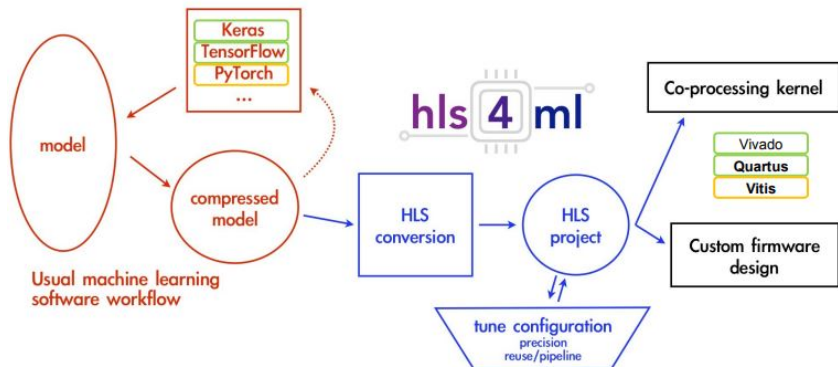 Keras
TensorFlow
PyTorch
...
model
compressed
model
Usual machine learning
software workflow
hls 4 ml
HLS
conversion
HLS
project
tune configuration
precision
reuse/pipeline
Co-processing kernel
Vivado
Quartus
Vitis
Custom firmware
design